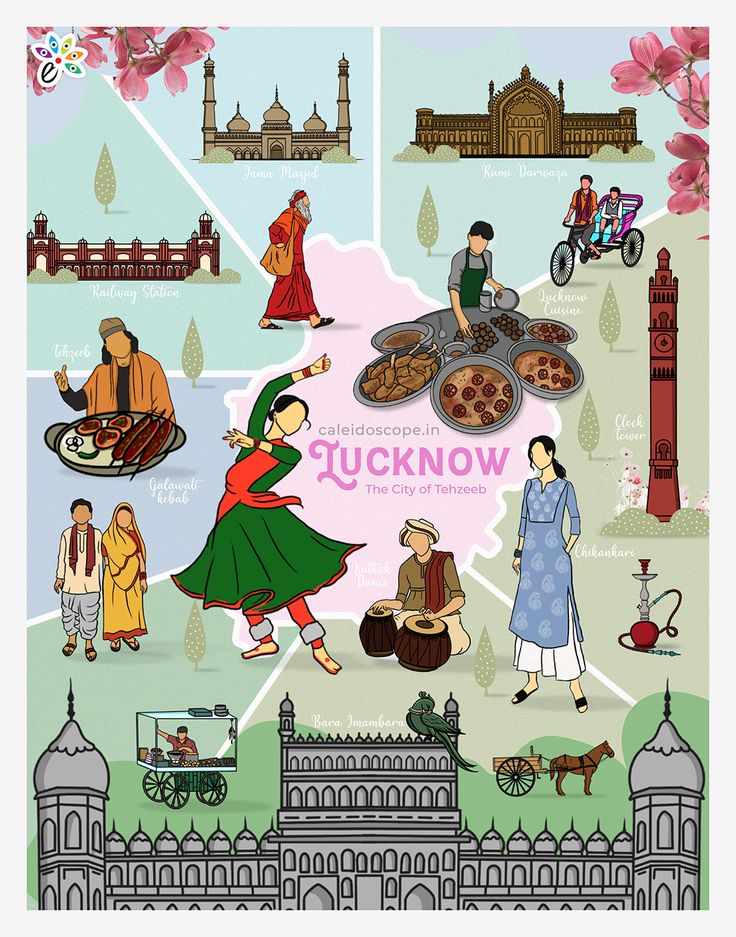 e
Jama Masjid
Rumi Darwaza
Railway Station
Lucknow
Cuisine
tehzeeb
Clock
Tower
caleidoscope.in
LUCKNOW
The City of Tehzeeb
Galawati
kebab
Chikankari
Kathak
Dance
Bara Imambara